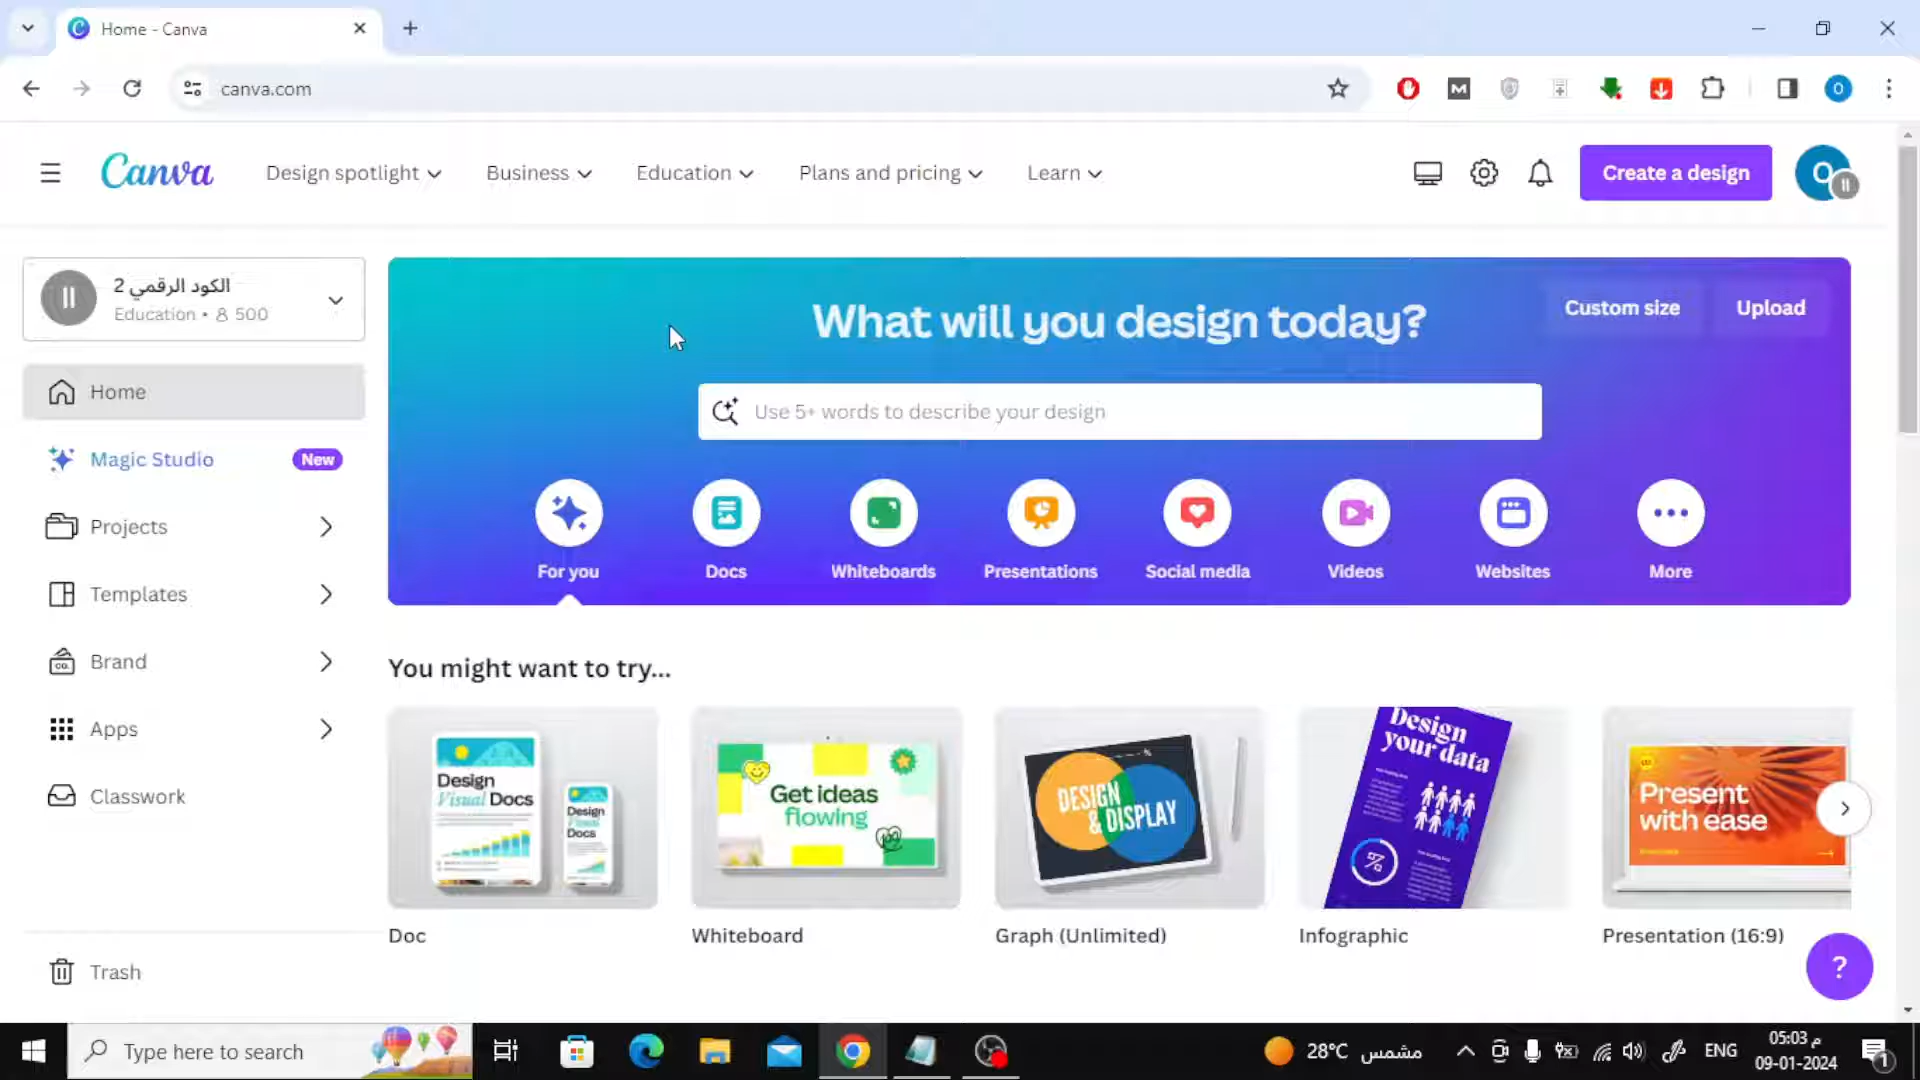 Home - Canva
canva.com
Canva
Design spotlight
Business
Education
Plans and pricing
Learn
Create a design
O
الكود الرقمي 2
Education • 500
Home
Magic Studio
New
Projects
Templates
Brand
Apps
Classwork
Trash
What will you design today?
Custom size
Upload
Use 5+ words to describe your design
For you
Docs
Whiteboards
Presentations
Social media
Videos
Websites
More
You might want to try...
Design
Visual Docs
Design
Visual
Docs
Get ideas
flowing
DESIGN
& DISPLAY
Design
your data
Present
with ease
Doc
Whiteboard
Graph (Unlimited)
Infographic
Presentation (16:9)
?
Type here to search
28°C مشمس
ENG
05:03 م
09-01-2024
1